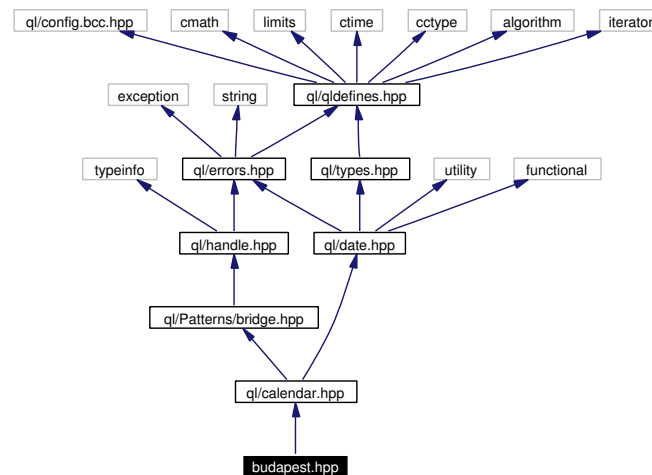 ql/config.bcc.hpp
cmath
limits
ctime
cctype
algorithm
iterator
exception
string
ql/qldefines.hpp
typeinfo
ql/errors.hpp
ql/types.hpp
utility
functional
ql/handle.hpp
ql/date.hpp
ql/Patterns/bridge.hpp
ql/calendar.hpp
budapest.hpp